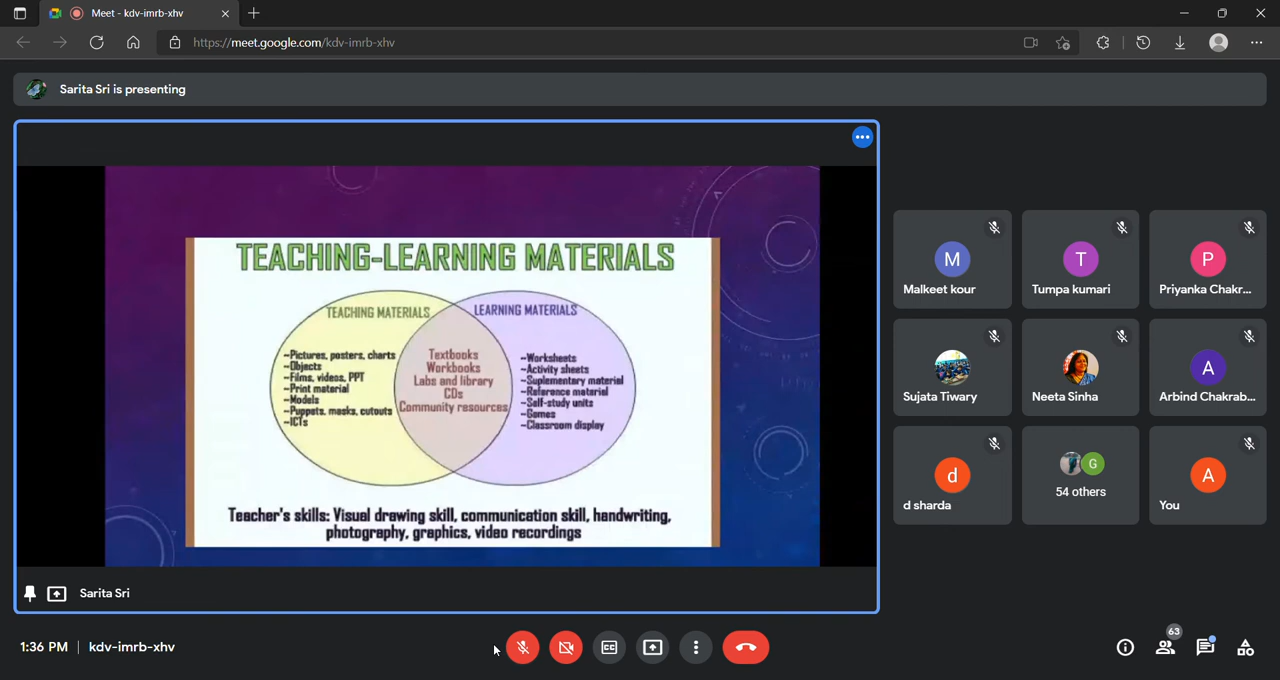 Meet - kdv-imrb-xhv
https://meet.google.com/kdv-imrb-xhv
Sarita Sri is presenting
TEACHING-LEARNING MATERIALS
TEACHING MATERIALS
~Pictures, posters, charts
~Objects
~Films, videos, PPT
~Print material
~Models
~Puppets, masks, cutouts
~ICTs
Textbooks
Workbooks
Labs and library
CDs
Community resources
LEARNING MATERIALS
~Worksheets
~Activity sheets
~Suplementary material
~Reference material
~Self-study units
~Games
~Classroom display
Teacher's skills: Visual drawing skill, communication skill, handwriting,
photography, graphics, video recordings
Sarita Sri
M
Malkeet kour
T
Tumpa kumari
P
Priyanka Chakr...
Sujata Tiwary
Neeta Sinha
A
Arbind Chakrab...
d
d sharda
G
54 others
A
You
1:36 PM | kdv-imrb-xhv
CC
63